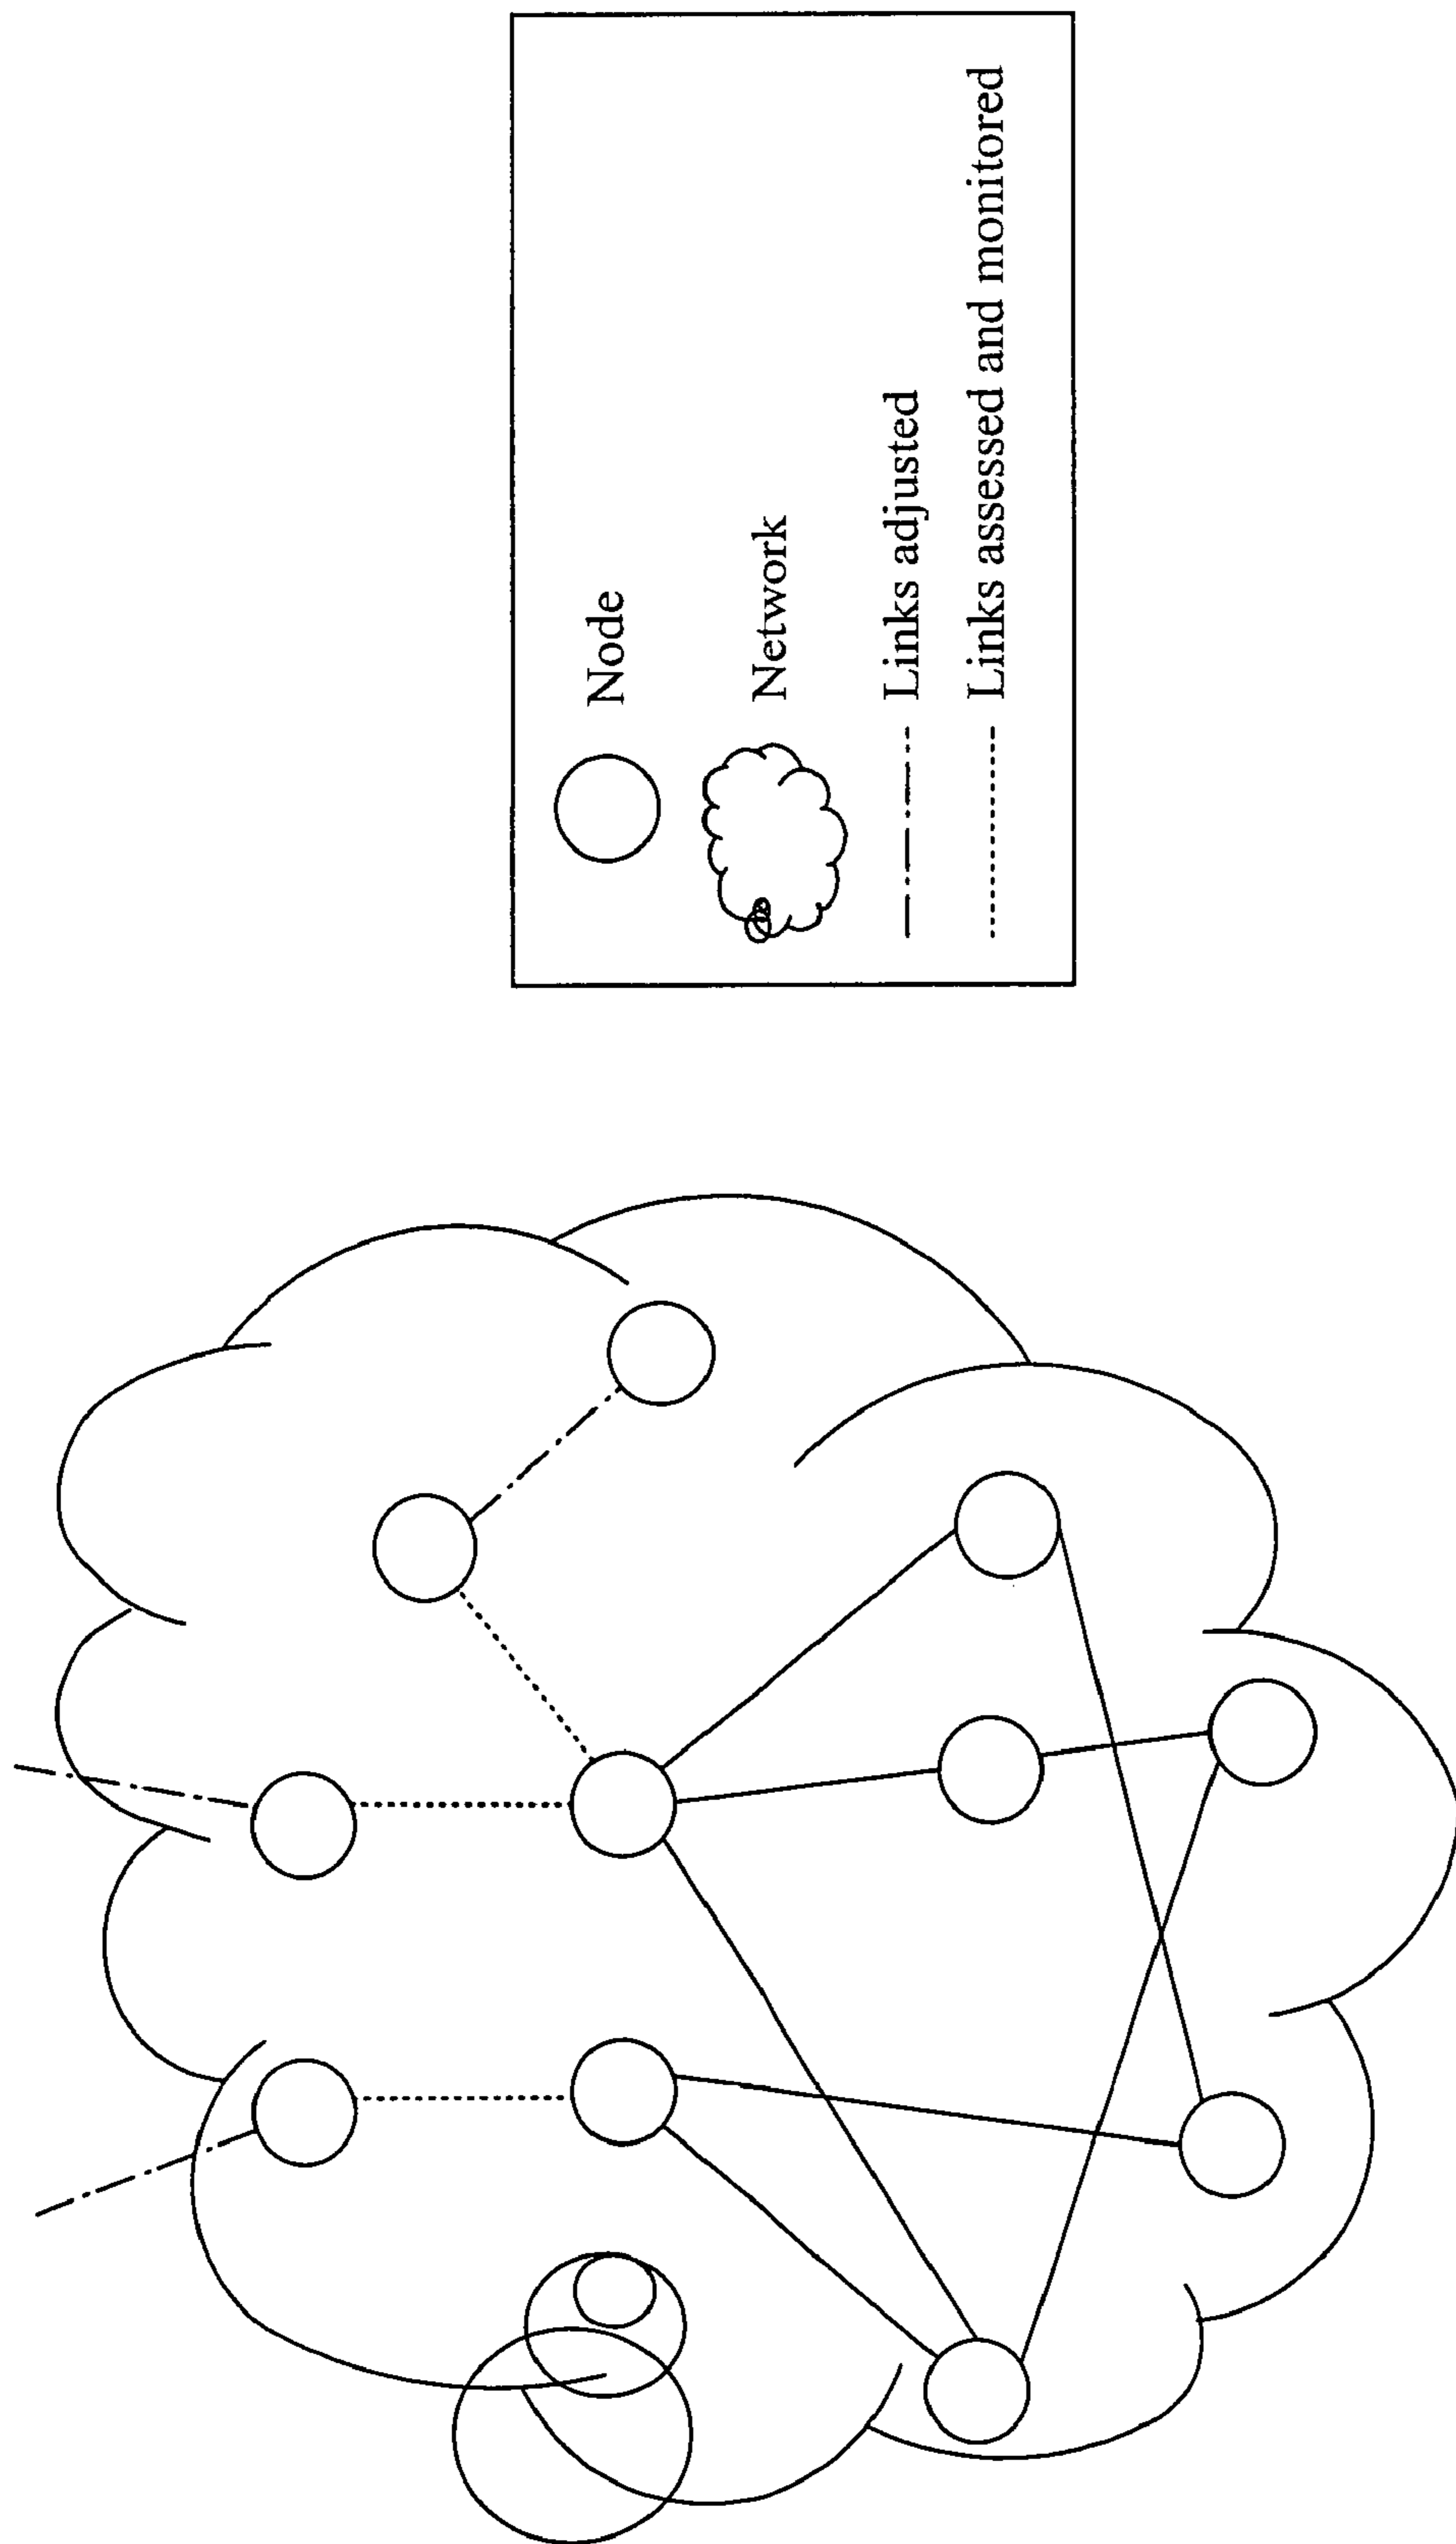 Node
Network
Links adjusted
Links assessed and monitored